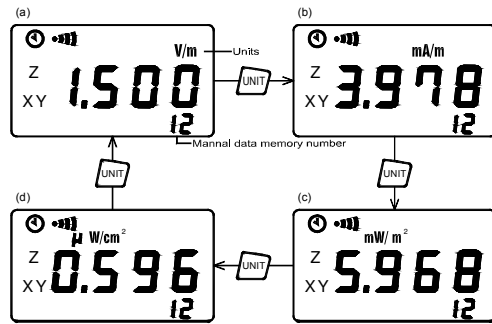 (a)
V/m
Units
Z
XY
1.500
12
Mannal data memory number
UNIT
(b)
mA/m
Z
XY
3.978
12
UNIT
(c)
mW/ m²
Z
XY
5.968
12
UNIT
(d)
µ W/cm²
Z
XY
0.596
12
UNIT